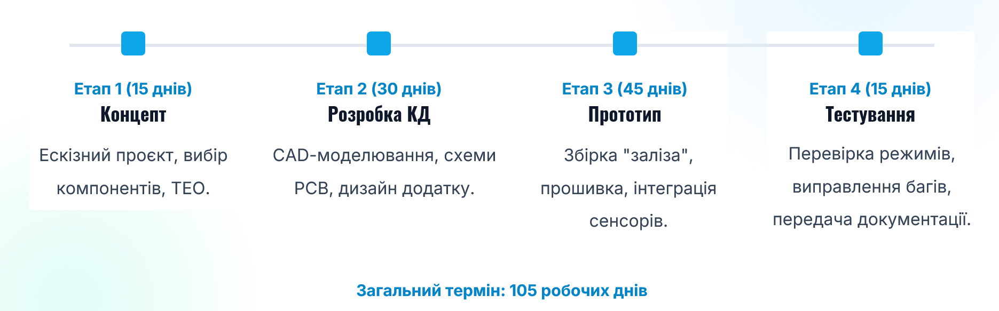 Етап 1 (15 днів)
Концепт
Ескізний проєкт, вибір
компонентів, ТЕО.
Етап 2 (30 днів)
Розробка КД
CAD-моделювання, схеми
PCB, дизайн додатку.
Етап 3 (45 днів)
Прототип
Збірка "заліза",
прошивка, інтеграція
сенсорів.
Етап 4 (15 днів)
Тестування
Перевірка режимів,
виправлення багів,
передача документації.
Загальний термін: 105 робочих днів